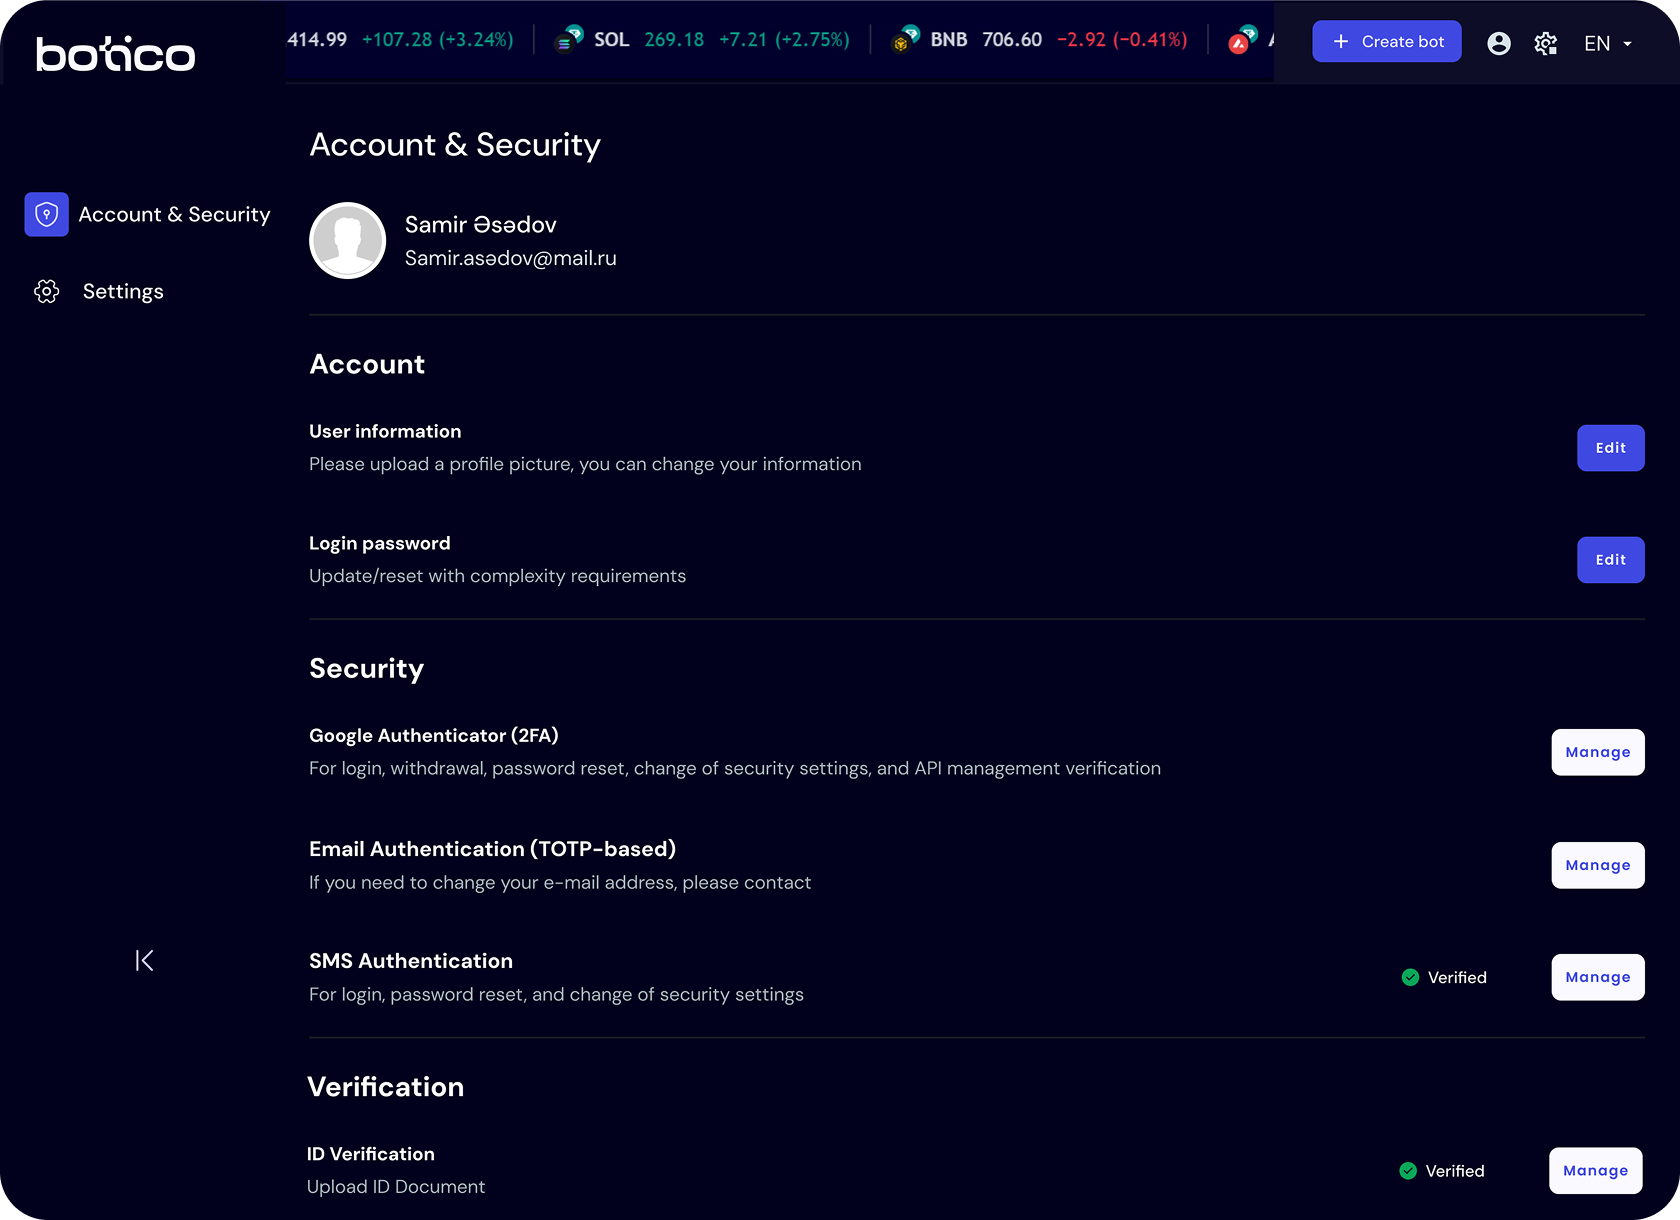 botico
414.99 +107.28 (+3.24%) SOL 269.18 +7.21 (+2.75%) BNB 706.60 −2.92 (−0.41%)
+ Create bot
EN
Account & Security
Settings
Account & Security
Samir Əsədov
Samir.asədov@mail.ru
Account
User information
Please upload a profile picture, you can change your information
Edit
Login password
Update/reset with complexity requirements
Edit
Security
Google Authenticator (2FA)
For login, withdrawal, password reset, change of security settings, and API management verification
Manage
Email Authentication (TOTP-based)
If you need to change your e-mail address, please contact
Manage
SMS Authentication
For login, password reset, and change of security settings
Verified
Manage
Verification
ID Verification
Upload ID Document
Verified
Manage